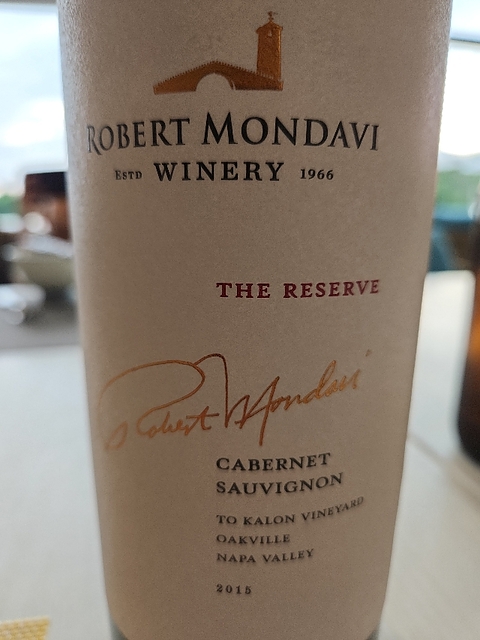 ROBERT MONDAVI
ESTD WINERY 1966
THE RESERVE
Robert Mondavi
CABERNET
SAUVIGNON
TO KALON VINEYARD
OAKVILLE
NAPA VALLEY
2015